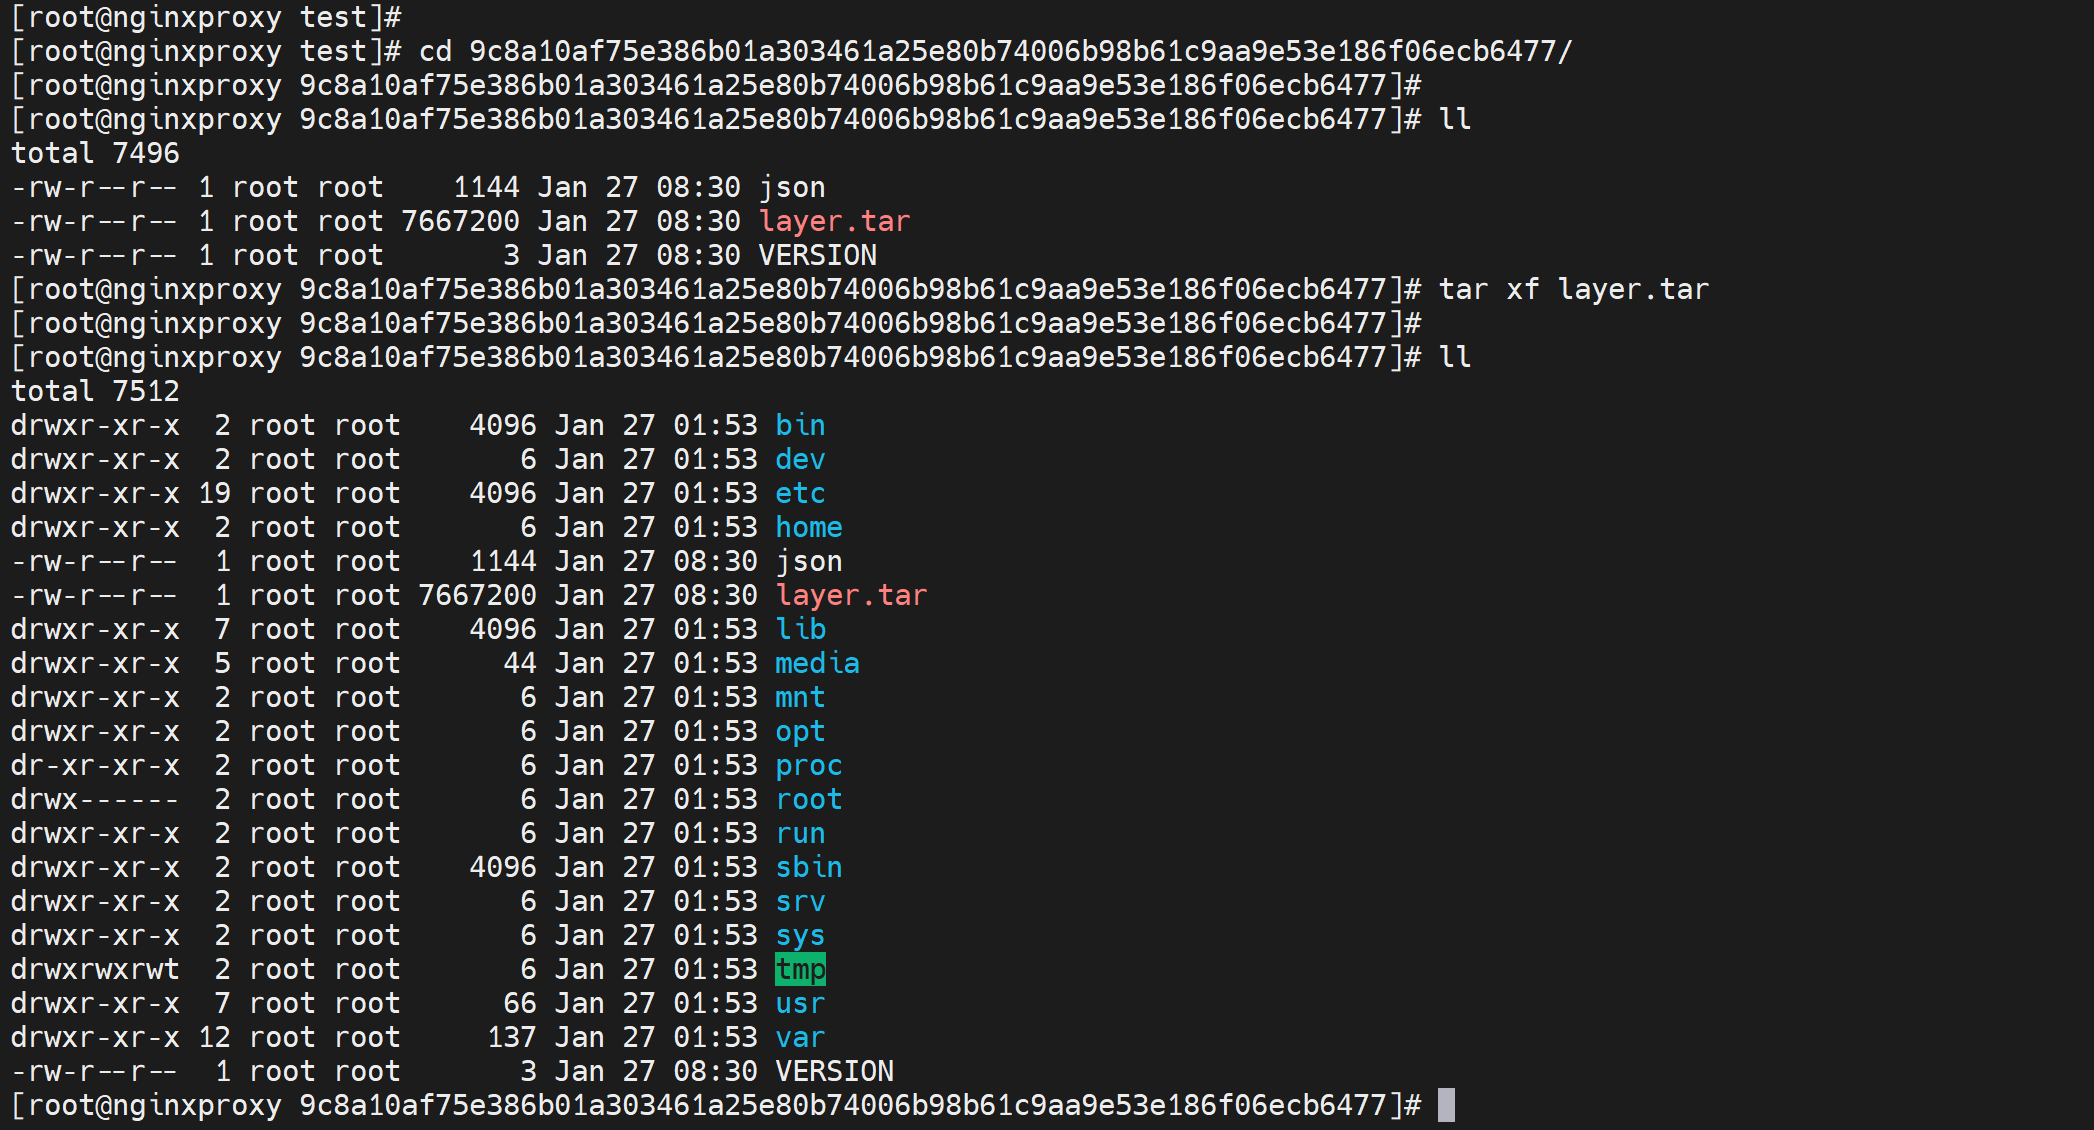 [root@nginxproxy test]#
[root@nginxproxy test]# cd 9c8a10af75e386b01a303461a25e80b74006b98b61c9aa9e53e186f06ecb6477/
[root@nginxproxy 9c8a10af75e386b01a303461a25e80b74006b98b61c9aa9e53e186f06ecb6477]#
[root@nginxproxy 9c8a10af75e386b01a303461a25e80b74006b98b61c9aa9e53e186f06ecb6477]# ll
total 7496
-rw-r--r-- 1 root root    1144 Jan 27 08:30 json
-rw-r--r-- 1 root root 7667200 Jan 27 08:30 layer.tar
-rw-r--r-- 1 root root       3 Jan 27 08:30 VERSION
[root@nginxproxy 9c8a10af75e386b01a303461a25e80b74006b98b61c9aa9e53e186f06ecb6477]# tar xf layer.tar
[root@nginxproxy 9c8a10af75e386b01a303461a25e80b74006b98b61c9aa9e53e186f06ecb6477]#
[root@nginxproxy 9c8a10af75e386b01a303461a25e80b74006b98b61c9aa9e53e186f06ecb6477]# ll
total 7512
drwxr-xr-x  2 root root    4096 Jan 27 01:53 bin
drwxr-xr-x  2 root root       6 Jan 27 01:53 dev
drwxr-xr-x 19 root root    4096 Jan 27 01:53 etc
drwxr-xr-x  2 root root       6 Jan 27 01:53 home
-rw-r--r--  1 root root    1144 Jan 27 08:30 json
-rw-r--r--  1 root root 7667200 Jan 27 08:30 layer.tar
drwxr-xr-x  7 root root    4096 Jan 27 01:53 lib
drwxr-xr-x  5 root root      44 Jan 27 01:53 media
drwxr-xr-x  2 root root       6 Jan 27 01:53 mnt
drwxr-xr-x  2 root root       6 Jan 27 01:53 opt
dr-xr-xr-x  2 root root       6 Jan 27 01:53 proc
drwx------  2 root root       6 Jan 27 01:53 root
drwxr-xr-x  2 root root       6 Jan 27 01:53 run
drwxr-xr-x  2 root root    4096 Jan 27 01:53 sbin
drwxr-xr-x  2 root root       6 Jan 27 01:53 srv
drwxr-xr-x  2 root root       6 Jan 27 01:53 sys
drwxrwxrwt  2 root root       6 Jan 27 01:53 tmp
drwxr-xr-x  7 root root      66 Jan 27 01:53 usr
drwxr-xr-x 12 root root     137 Jan 27 01:53 var
-rw-r--r--  1 root root       3 Jan 27 08:30 VERSION
[root@nginxproxy 9c8a10af75e386b01a303461a25e80b74006b98b61c9aa9e53e186f06ecb6477]#